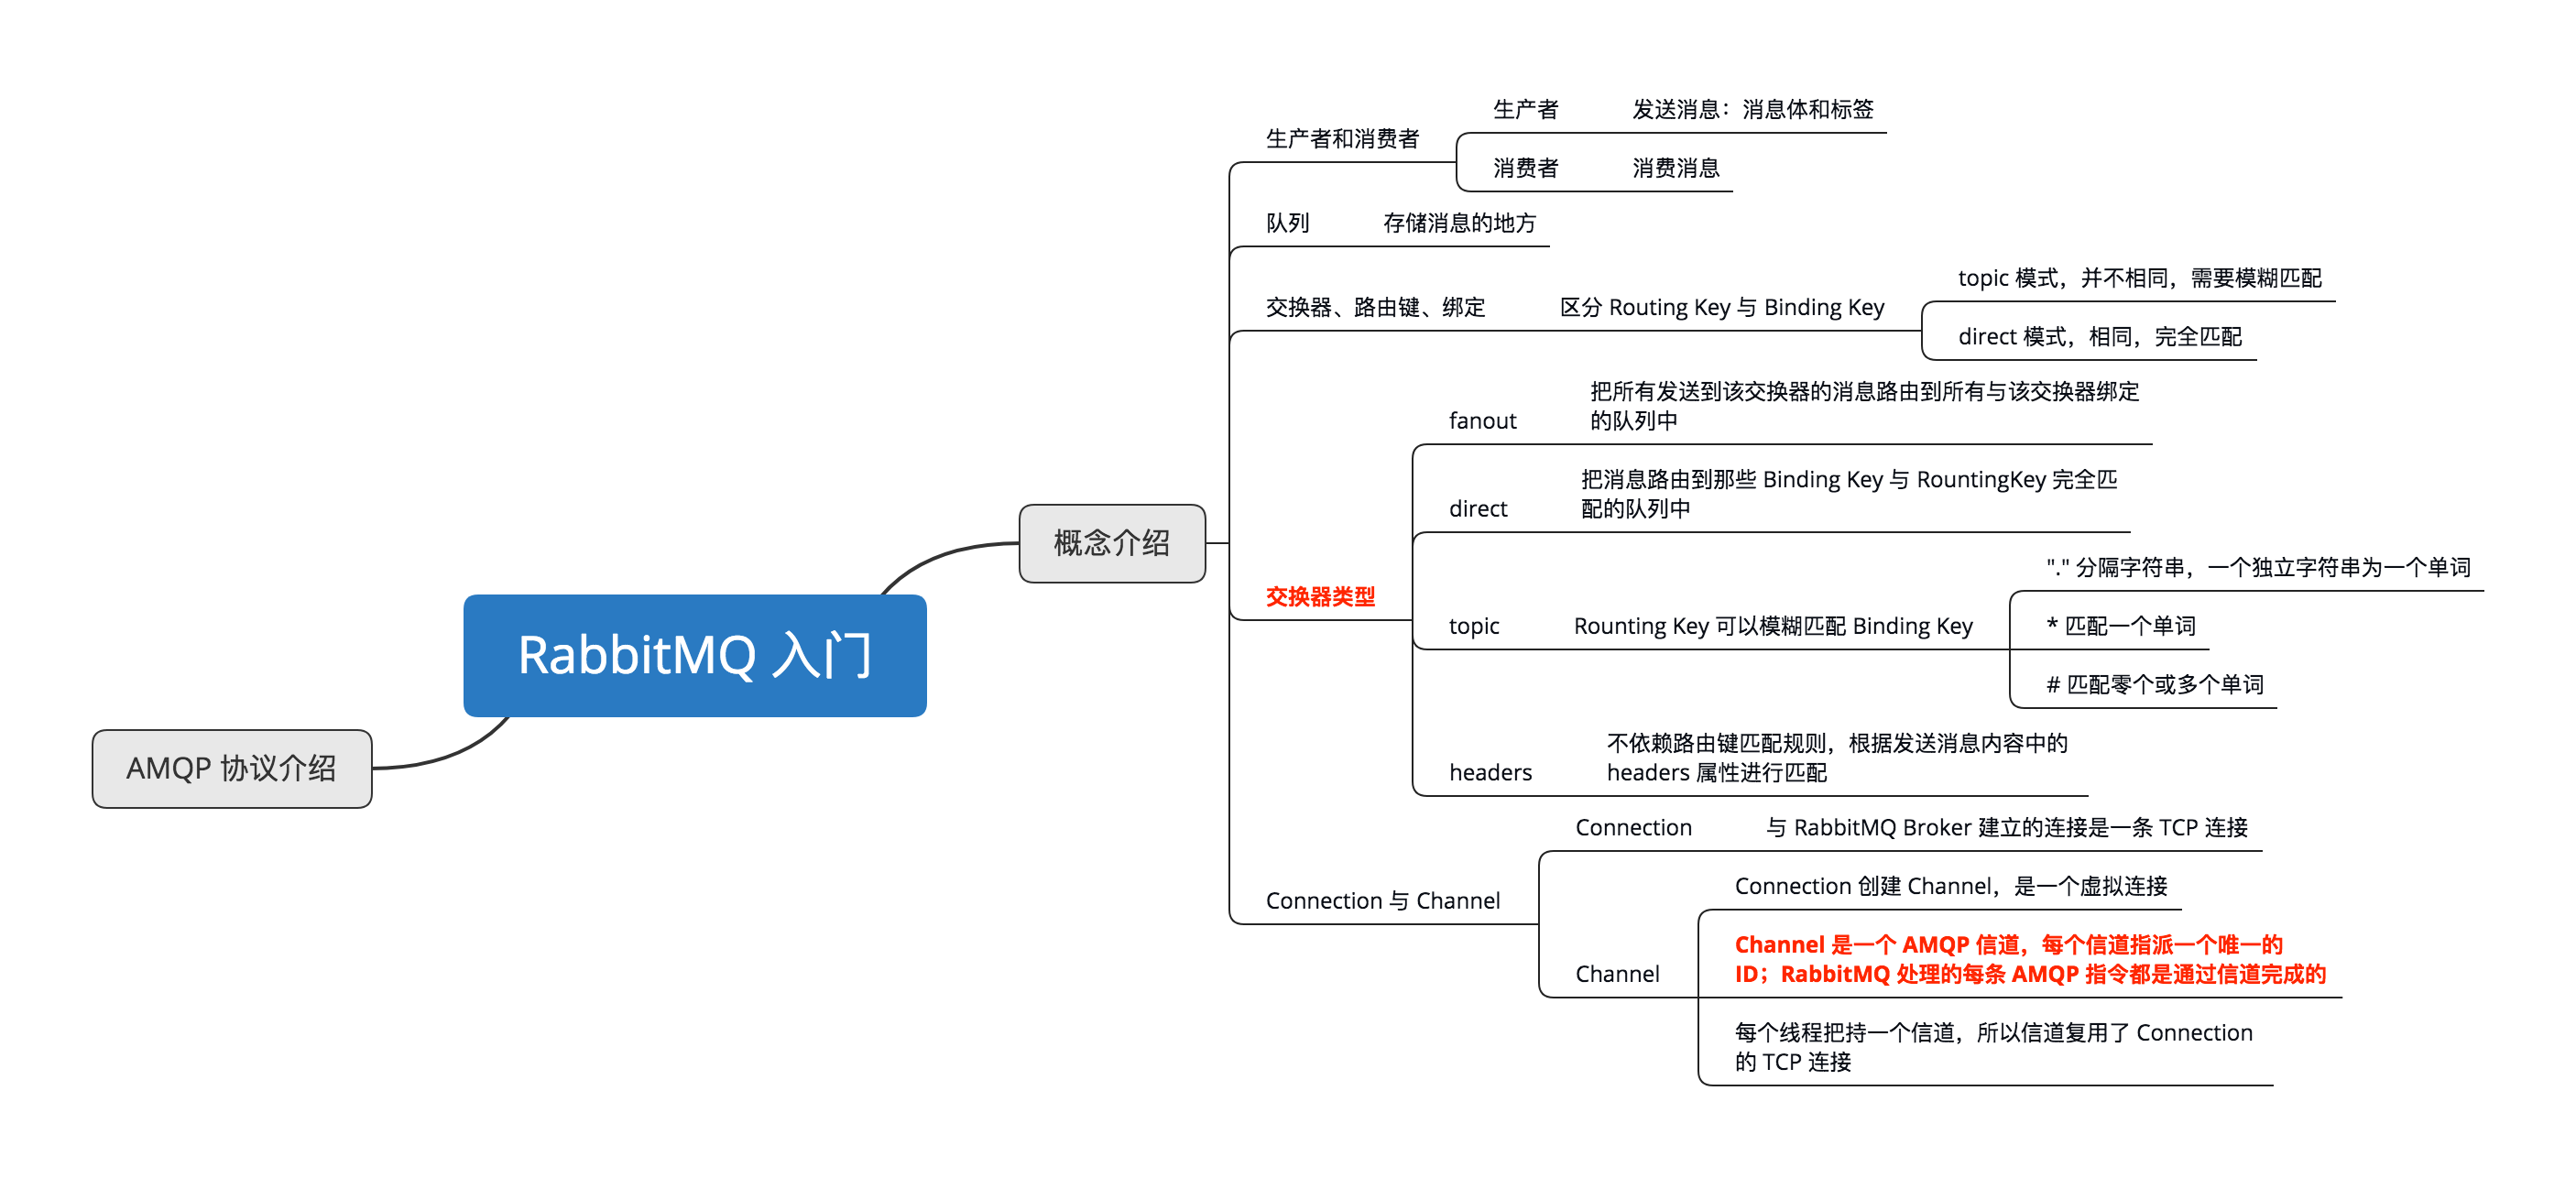 RabbitMQ 入门
概念介绍
生产者和消费者
生产者
发送消息：消息体和标签
消费者
消费消息
队列
存储消息的地方
交换器、路由键、绑定
区分 Routing Key 与 Binding Key
topic 模式，并不相同，需要模糊匹配
direct 模式，相同，完全匹配
交换器类型
fanout
把所有发送到该交换器的消息路由到所有与该交换器绑定
的队列中
direct
把消息路由到那些 Binding Key 与 RountingKey 完全匹
配的队列中
topic
Rounting Key 可以模糊匹配 Binding Key
"." 分隔字符串，一个独立字符串为一个单词
* 匹配一个单词
# 匹配零个或多个单词
headers
不依赖路由键匹配规则，根据发送消息内容中的
headers 属性进行匹配
Connection 与 Channel
Connection
与 RabbitMQ Broker 建立的连接是一条 TCP 连接
Channel
Connection 创建 Channel，是一个虚拟连接
Channel 是一个 AMQP 信道，每个信道指派一个唯一的
ID；RabbitMQ 处理的每条 AMQP 指令都是通过信道完成的
每个线程把持一个信道，所以信道复用了 Connection
的 TCP 连接
AMQP 协议介绍